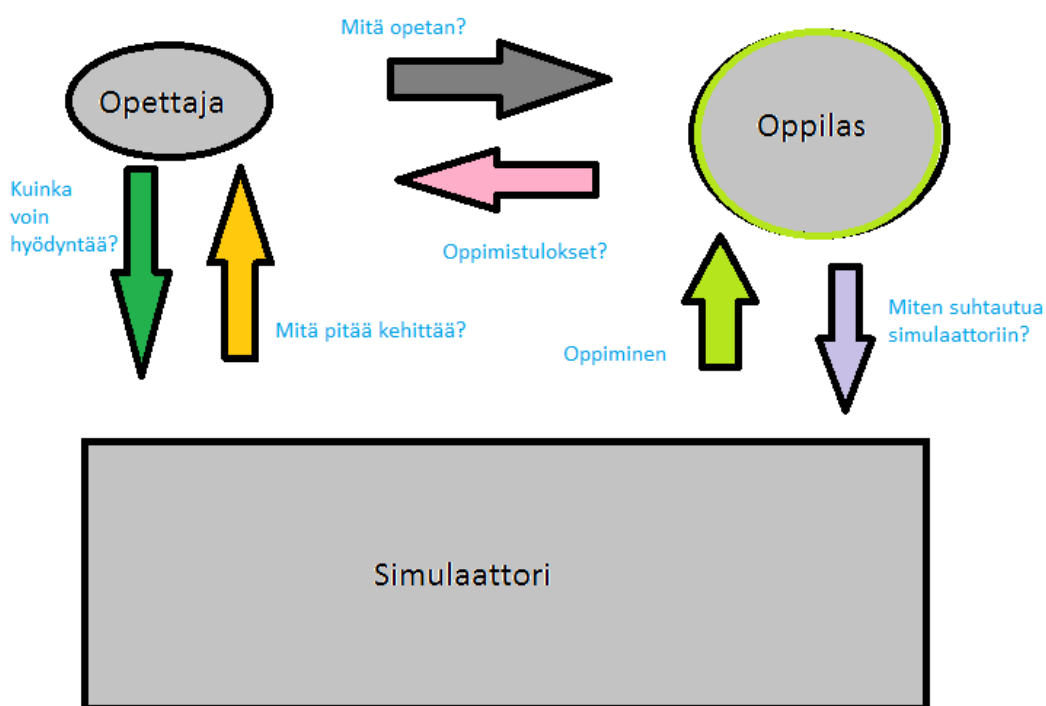 Mitä opetan?
Opettaja
Oppilas
Kuinka
voin
hyödyntää?
Oppimistulokset?
Mitä pitää kehittää?
Oppiminen
Miten suhtautua
simulaattoriin?
Simulaattori